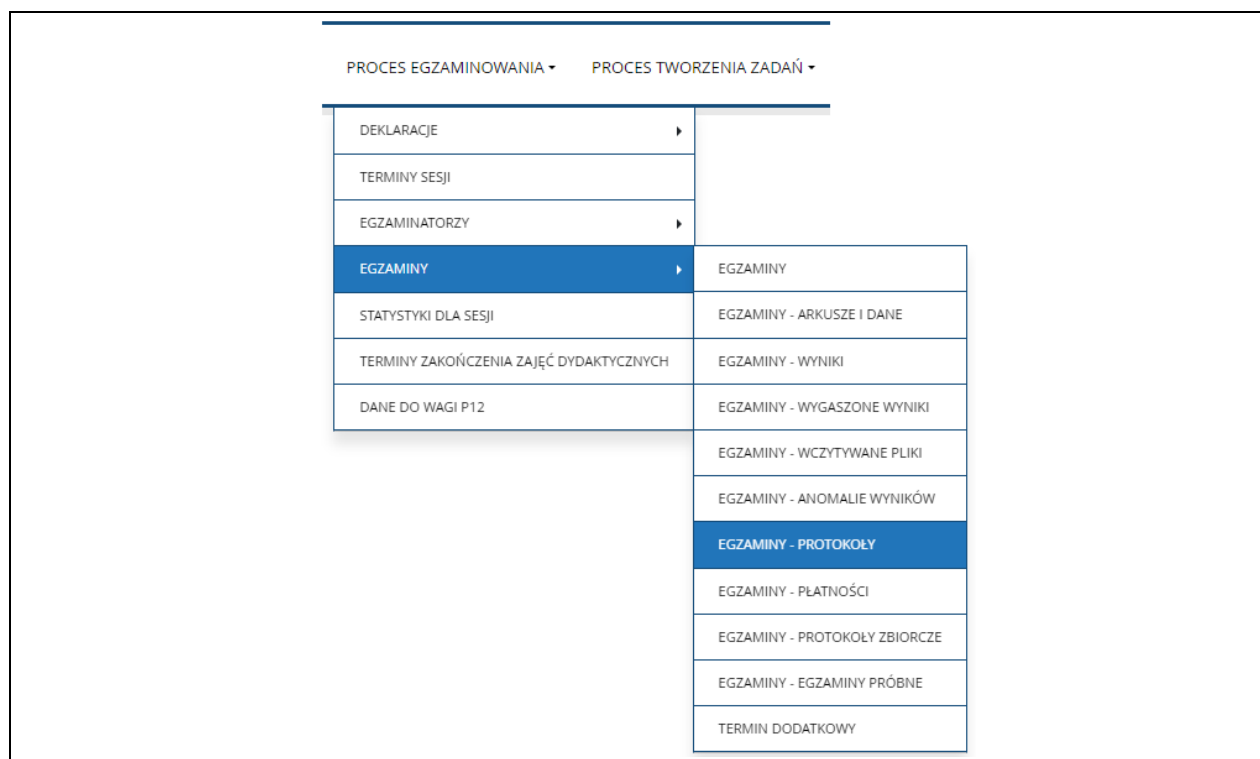 PROCES EGZAMINOWANIA PROCES TWORZENIA ZADAŃ
DEKLARACJE
TERMINY SESJI
EGZAMINATORZY
EGZAMINY
STATYSTYKI DLA SESJI
TERMINY ZAKOŃCZENIA ZAJĘĆ DYDAKTYCZNYCH
DANE DO WAGI P12
EGZAMINY
EGZAMINY - ARKUSZE I DANE
EGZAMINY - WYNIKI
EGZAMINY - WYGASZONE WYNIKI
EGZAMINY - WCZYTYWANE PLIKI
EGZAMINY - ANOMALIE WYNIKÓW
EGZAMINY - PROTOKOŁY
EGZAMINY - PŁATNOŚCI
EGZAMINY - PROTOKOŁY ZBIORCZE
EGZAMINY - EGZAMINY PRÓBNE
TERMIN DODATKOWY